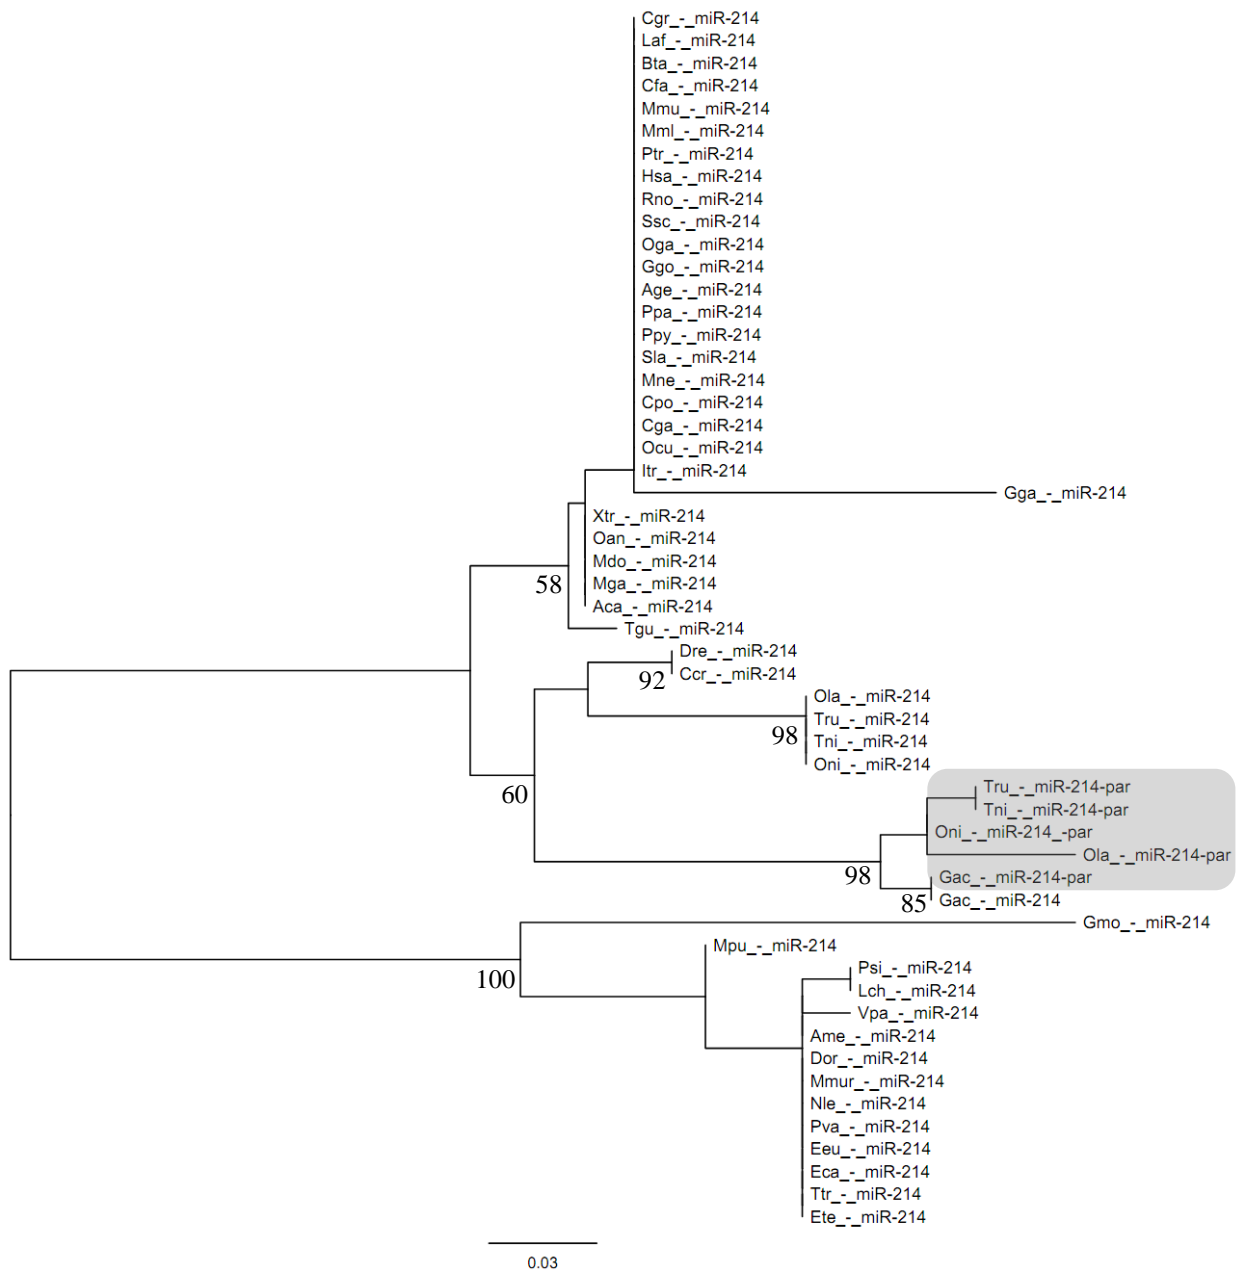 Cgr_-_miR-214
Laf_-_miR-214
Bta_-_miR-214
Cfa_-_miR-214
Mmu_-_miR-214
Mml_-_miR-214
Ptr_-_miR-214
Hsa_-_miR-214
Rno_-_miR-214
Ssc_-_miR-214
Oga_-_miR-214
Ggo_-_miR-214
Age_-_miR-214
Ppa_-_miR-214
Ppy_-_miR-214
Sla_-_miR-214
Mne_-_miR-214
Cpo_-_miR-214
Cga_-_miR-214
Ocu_-_miR-214
Itr_-_miR-214
Gga_-_miR-214
Xtr_-_miR-214
Oan_-_miR-214
Mdo_-_miR-214
58
Mga_-_miR-214
Aca_-_miR-214
Tgu_-_miR-214
Dre_-_miR-214
Ccr_-_miR-214
92
Ola_-_miR-214
Tru_-_miR-214
98
Tni_-_miR-214
Oni_-_miR-214
Tru_-_miR-214-par
60
Tni_-_miR-214-par
Oni_-_miR-214_-par
Ola_-_miR-214-par
98
Gac_-_miR-214-par
85
Gac_-_miR-214
Gmo_-_miR-214
Mpu_-_miR-214
Psi_-_miR-214
100
Lch_-_miR-214
Vpa_-_miR-214
Ame_-_miR-214
Dor_-_miR-214
Mmur_-_miR-214
Nle_-_miR-214
Pva_-_miR-214
Eeu_-_miR-214
Eca_-_miR-214
Ttr_-_miR-214
Ete_-_miR-214
0.03